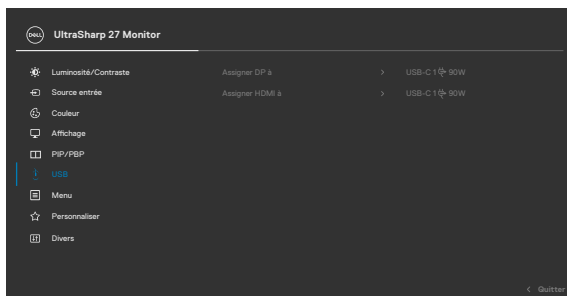 DELL UltraSharp 27 Monitor
Luminosité/Contraste Assigner DP à > USB-C 1 90W
Source entrée Assigner HDMI à > USB-C 1 90W
Couleur
Affichage
PIP/PBP
USB
Menu
Personnaliser
Divers
< Quitter